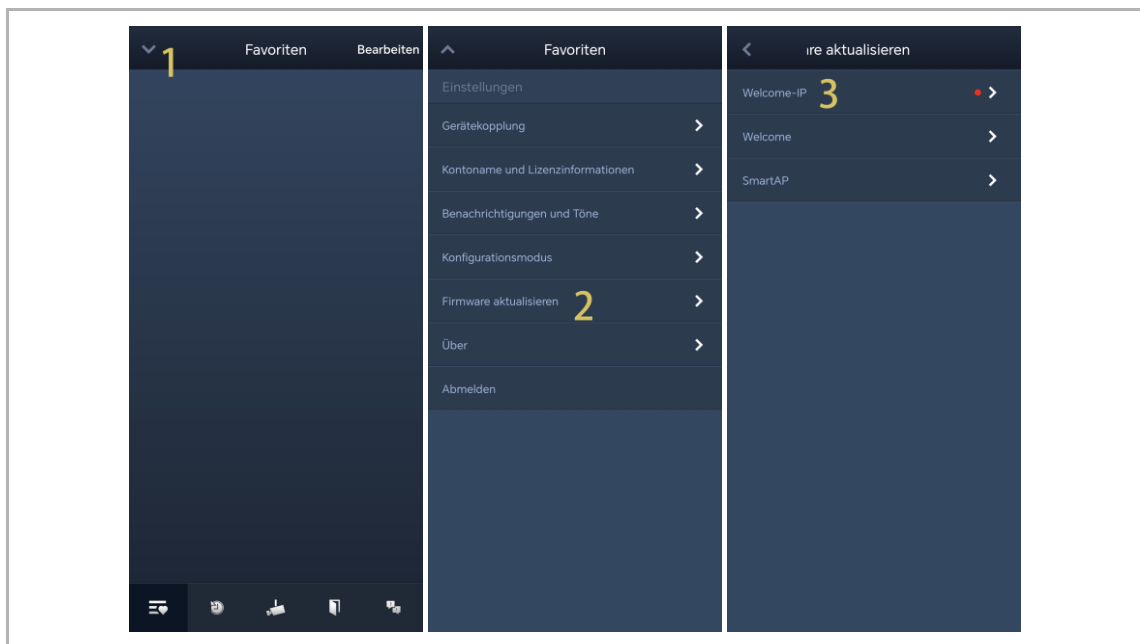 1 Favoriten Bearbeiten
Favoriten
Einstellungen
Gerätekopplung
Kontoname und Lizenzinformationen
Benachrichtigungen und Töne
Konfigurationsmodus
Firmware aktualisieren 2
Über
Abmelden
re aktualisieren
Welcome-IP 3
Welcome
SmartAP